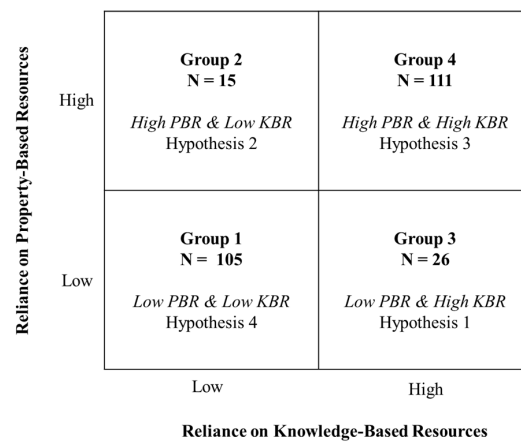 Reliance on Property-Based Resources
High
Group 2
N = 15
High PBR & Low KBR
Hypothesis 2
Group 4
N = 111
High PBR & High KBR
Hypothesis 3
Low
Group 1
N = 105
Low PBR & Low KBR
Hypothesis 4
Group 3
N = 26
Low PBR & High KBR
Hypothesis 1
Low
High
Reliance on Knowledge-Based Resources